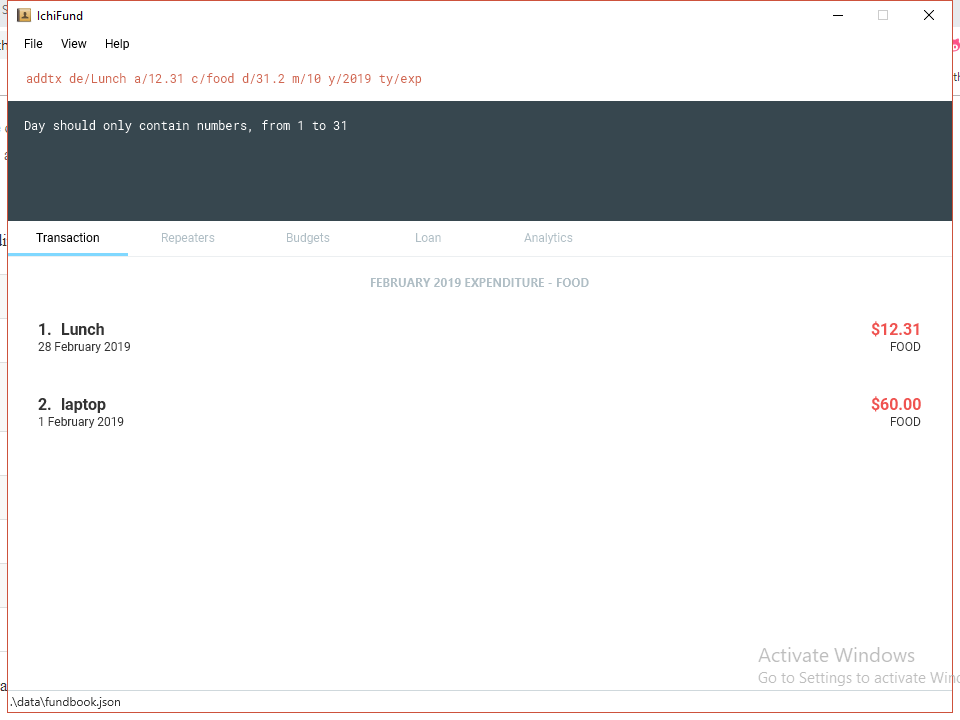 IchiFund
File View Help
addtx de/Lunch a/12.31 c/food d/31.2 m/10 y/2019 ty/exp
Day should only contain numbers, from 1 to 31
Transaction Repeaters Budgets Loan Analytics
FEBRUARY 2019 EXPENDITURE - FOOD
1. Lunch $12.31
28 February 2019 FOOD
2. laptop $60.00
1 February 2019 FOOD
Activate Windows
Go to Settings to activate Win
.\data\fundbook.json